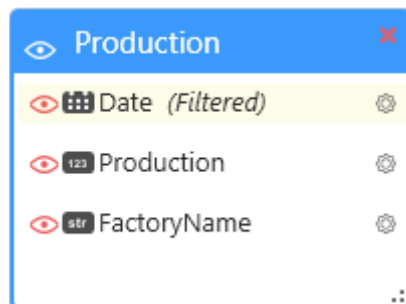 Production
Date (Filtered)
123 Production
str FactoryName